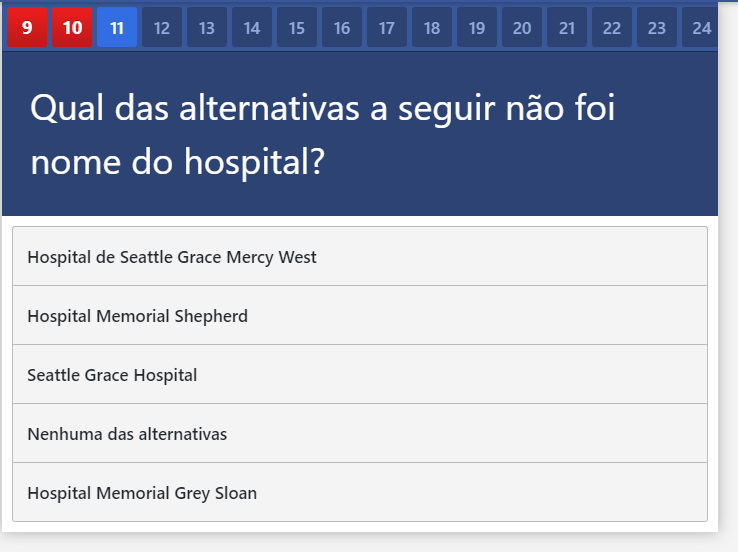 9 10 11 12 13 14 15 16 17 18 19 20 21 22 23 24
Qual das alternativas a seguir não foi
nome do hospital?
Hospital de Seattle Grace Mercy West
Hospital Memorial Shepherd
Seattle Grace Hospital
Nenhuma das alternativas
Hospital Memorial Grey Sloan